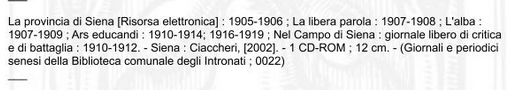 La provincia di Siena [Risorsa elettronica] : 1905-1906 ; La libera parola : 1907-1908 ; L'alba :
1907-1909 ; Ars educandi : 1910-1914; 1916-1919 ; Nel Campo di Siena : giornale libero di critica
e di battaglia : 1910-1912. - Siena : Ciaccheri, [2002]. - 1 CD-ROM ; 12 cm. - (Giornali e periodici
senesi della Biblioteca comunale degli Intronati ; 0022)